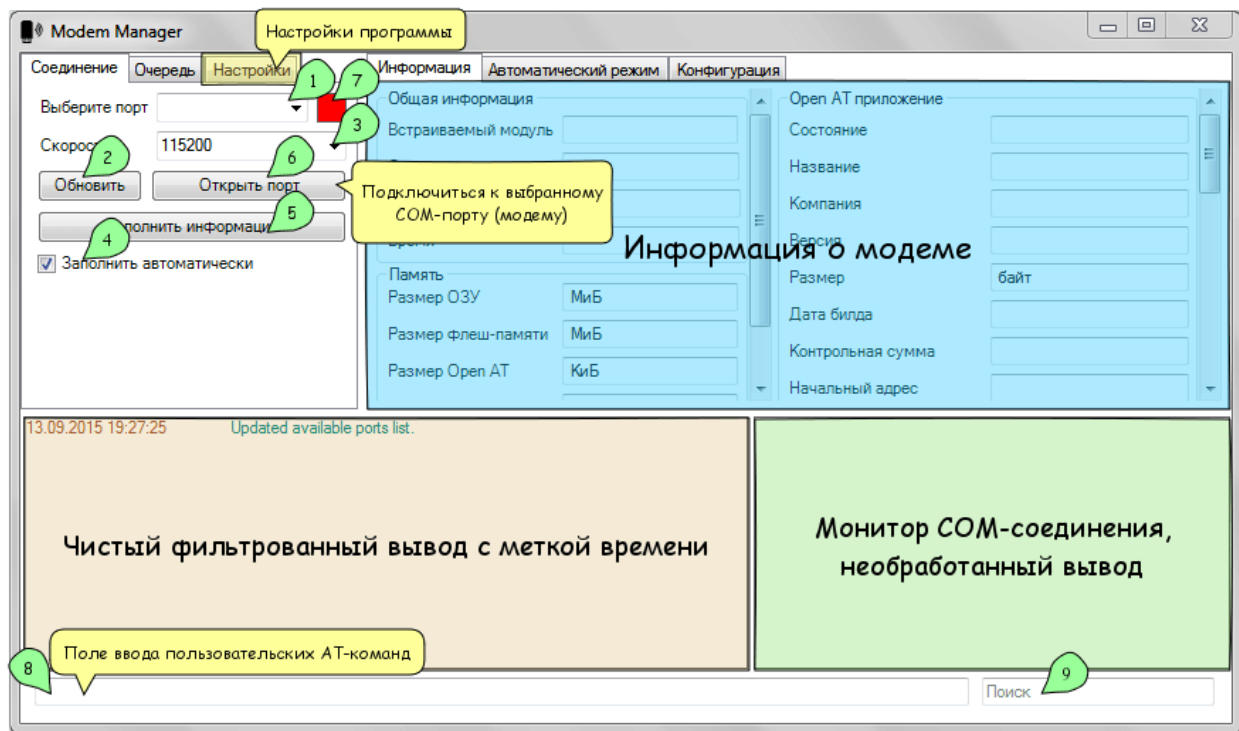 Modem Manager
Настройки программы
Соединение
Очередь
Настройки
Информация
Автоматический режим
Конфигурация
1
7
Выберите порт
3
Скорос
115200
2
6
Обновить
Открыть порт
Подключиться к выбранному
COM-порту (модему)
5
полнить информаци
4
Заполнить автоматически
Общая информация
Встраиваемый модуль
Время
Информация о модеме
Память
Размер ОЗУ
МиБ
Размер флеш-памяти
МиБ
Размер Open AT
КиБ
Open AT приложение
Состояние
Название
Компания
Версия
Размер
байт
Дата билда
Контрольная сумма
Начальный адрес
13.09.2015 19:27:25 Updated available ports list.
Чистый фильтрованный вывод с меткой времени
Монитор COM-соединения,
необработанный вывод
Поле ввода пользовательских AT-команд
8
9
Поиск